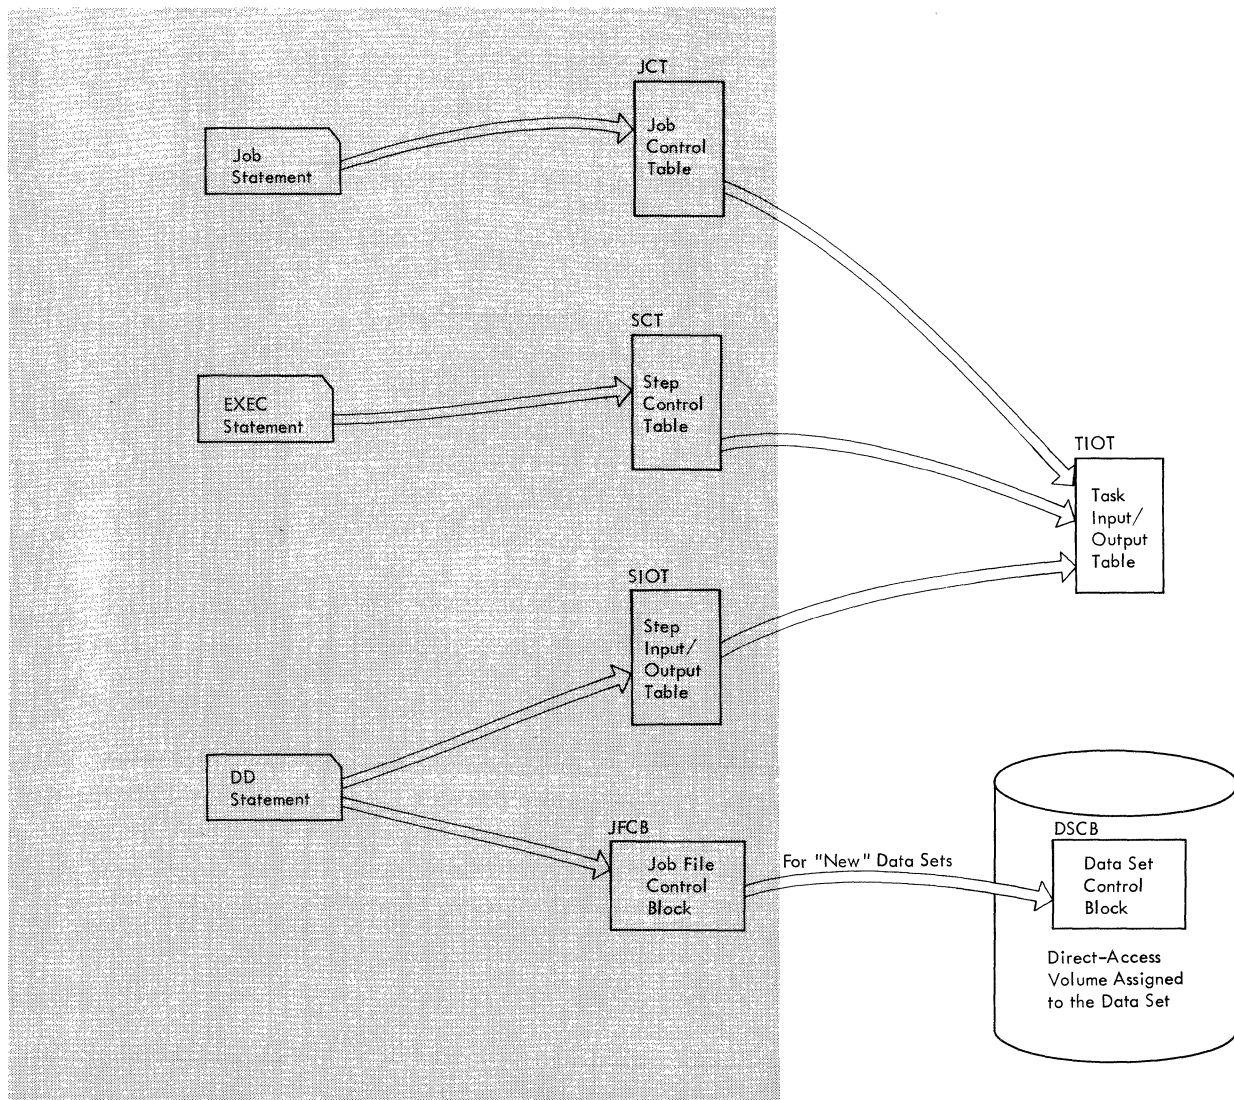 JCT
Job
Control
Table
Job
Statement
SCT
Step
Control
Table
EXEC
Statement
TIOT
Task
Input/
Output
Table
SIOT
Step
Input/
Output
Table
DD
Statement
JFCB
Job File
Control
Block
For "New" Data Sets
DSCB
Data Set
Control
Block
Direct-Access
Volume Assigned
to the Data Set